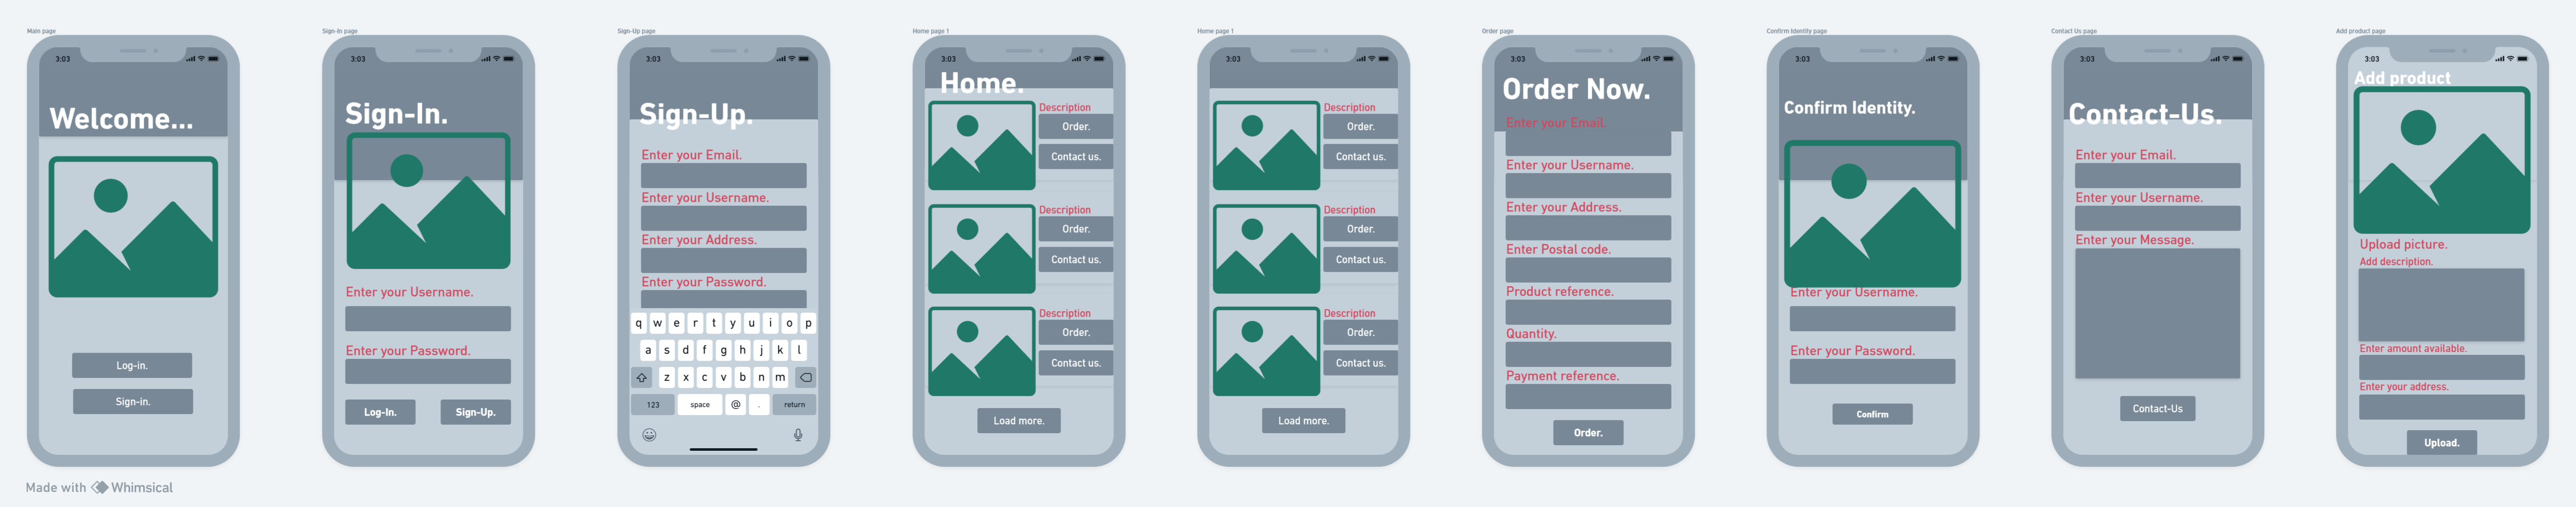 Main page
3:03
Welcome...
Log-in.
Sign-in.
Sign-In page
3:03
Sign-In.
Enter your Username.
Enter your Password.
Log-In.
Sign-Up.
Sign-Up page
3:03
Sign-Up.
Enter your Email.
Enter your Username.
Enter your Address.
Enter your Password.
q w e r t y u i o p
a s d f g h j k l
z x c v b n m
123 space @ . return
Home page 1
3:03
Home.
Description
Order.
Contact us.
Description
Order.
Contact us.
Description
Order.
Contact us.
Load more.
Home page 1
3:03
Description
Order.
Contact us.
Description
Order.
Contact us.
Description
Order.
Contact us.
Load more.
Order page
3:03
Order Now.
Enter your Email.
Enter your Username.
Enter your Address.
Enter Postal code.
Product reference.
Quantity.
Payment reference.
Order.
Confirm Identity page
3:03
Confirm Identity.
Enter your Username.
Enter your Password.
Confirm
Contact Us page
3:03
Contact-Us.
Enter your Email.
Enter your Username.
Enter your Message.
Contact-Us
Add product page
3:03
Add product
Upload picture.
Add description.
Enter amount available.
Enter your address.
Upload.
Made with Whimsical